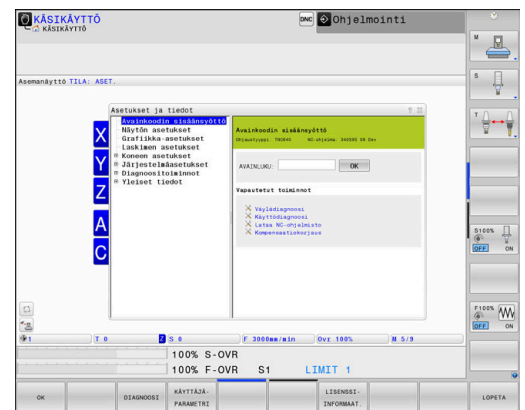 KÄSIKÄYTTÖ
KÄSIKÄYTTÖ
DNC
Ohjelmointi
Asemanäyttö TILA: ASET.
Asetukset ja tiedot
Avainkoodin sisäänsyöttö
Näytön asetukset
Grafiikka-asetukset
Laskimen asetukset
Koneen asetukset
Järjestelmäasetukset
Diagnoositoiminnot
Yleiset tiedot
Avainkoodin sisäänsyöttö
AVAINLUKU:
OK
Vapautetut toiminnot
Väylädiagnoosi
Käyttödiagnoosi
Lataa NC-ohjelmisto
Kompensaatiokorjaus
X
Y
Z
A
C
M
S
T
S100%
OFF
ON
F100%
OFF
ON
1
T 0
Z
S 0
F 3000mm/min
Ovr 100%
M 5/9
100% S-OVR
100% F-OVR
S1
LIMIT 1
OK
DIAGNOOSI
KÄYTTÄJÄ-
PARAMETRI
LISENSSI-
INFORMAAT.
LOPETA